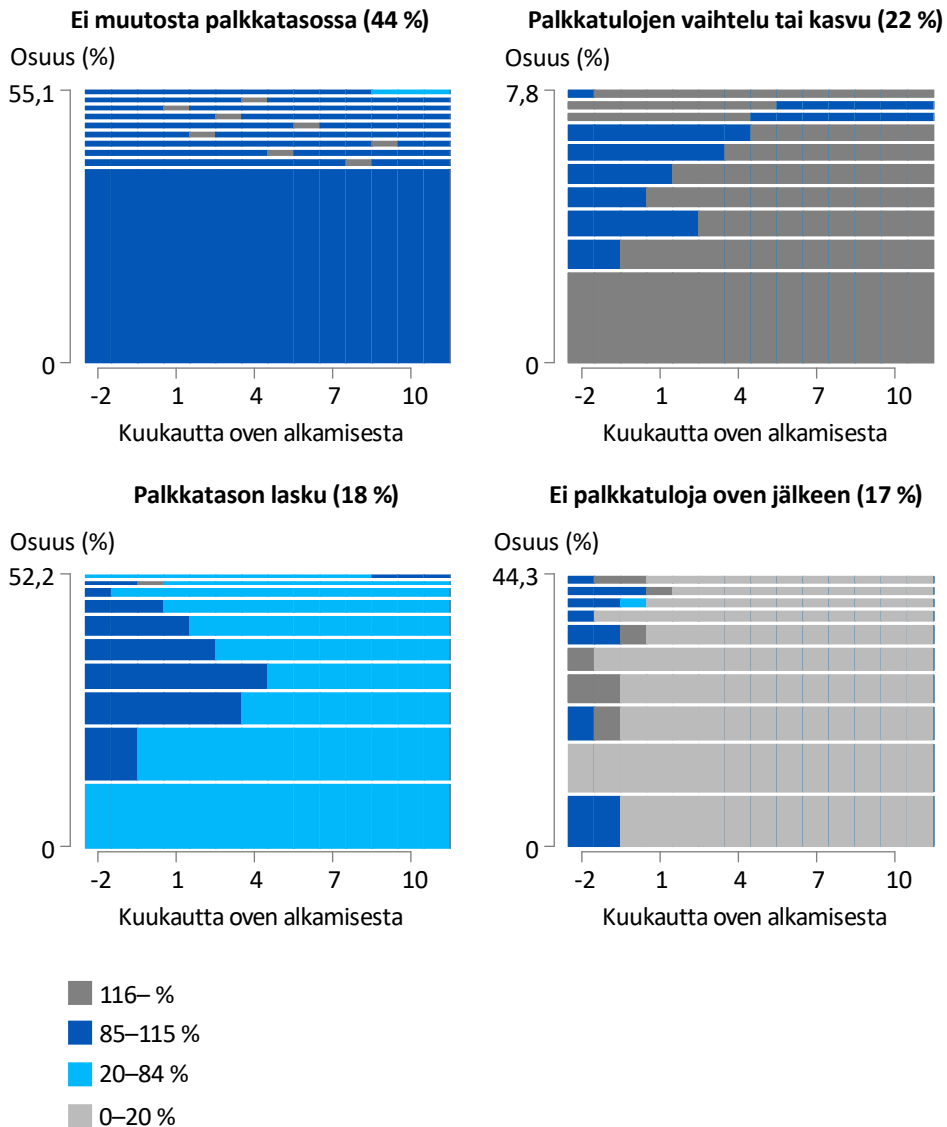 Ei muutosta palkkatasossa (44 %)
Osuus (%)
55,1
0
-2 1 4 7 10
Kuukautta oven alkamisesta
Palkkatulojen vaihtelu tai kasvu (22 %)
Osuus (%)
7,8
0
-2 1 4 7 10
Kuukautta oven alkamisesta
Palkkatason lasku (18 %)
Osuus (%)
52,2
0
-2 1 4 7 10
Kuukautta oven alkamisesta
Ei palkkatuloja oven jälkeen (17 %)
Osuus (%)
44,3
0
-2 1 4 7 10
Kuukautta oven alkamisesta
116– %
85–115 %
20–84 %
0–20 %